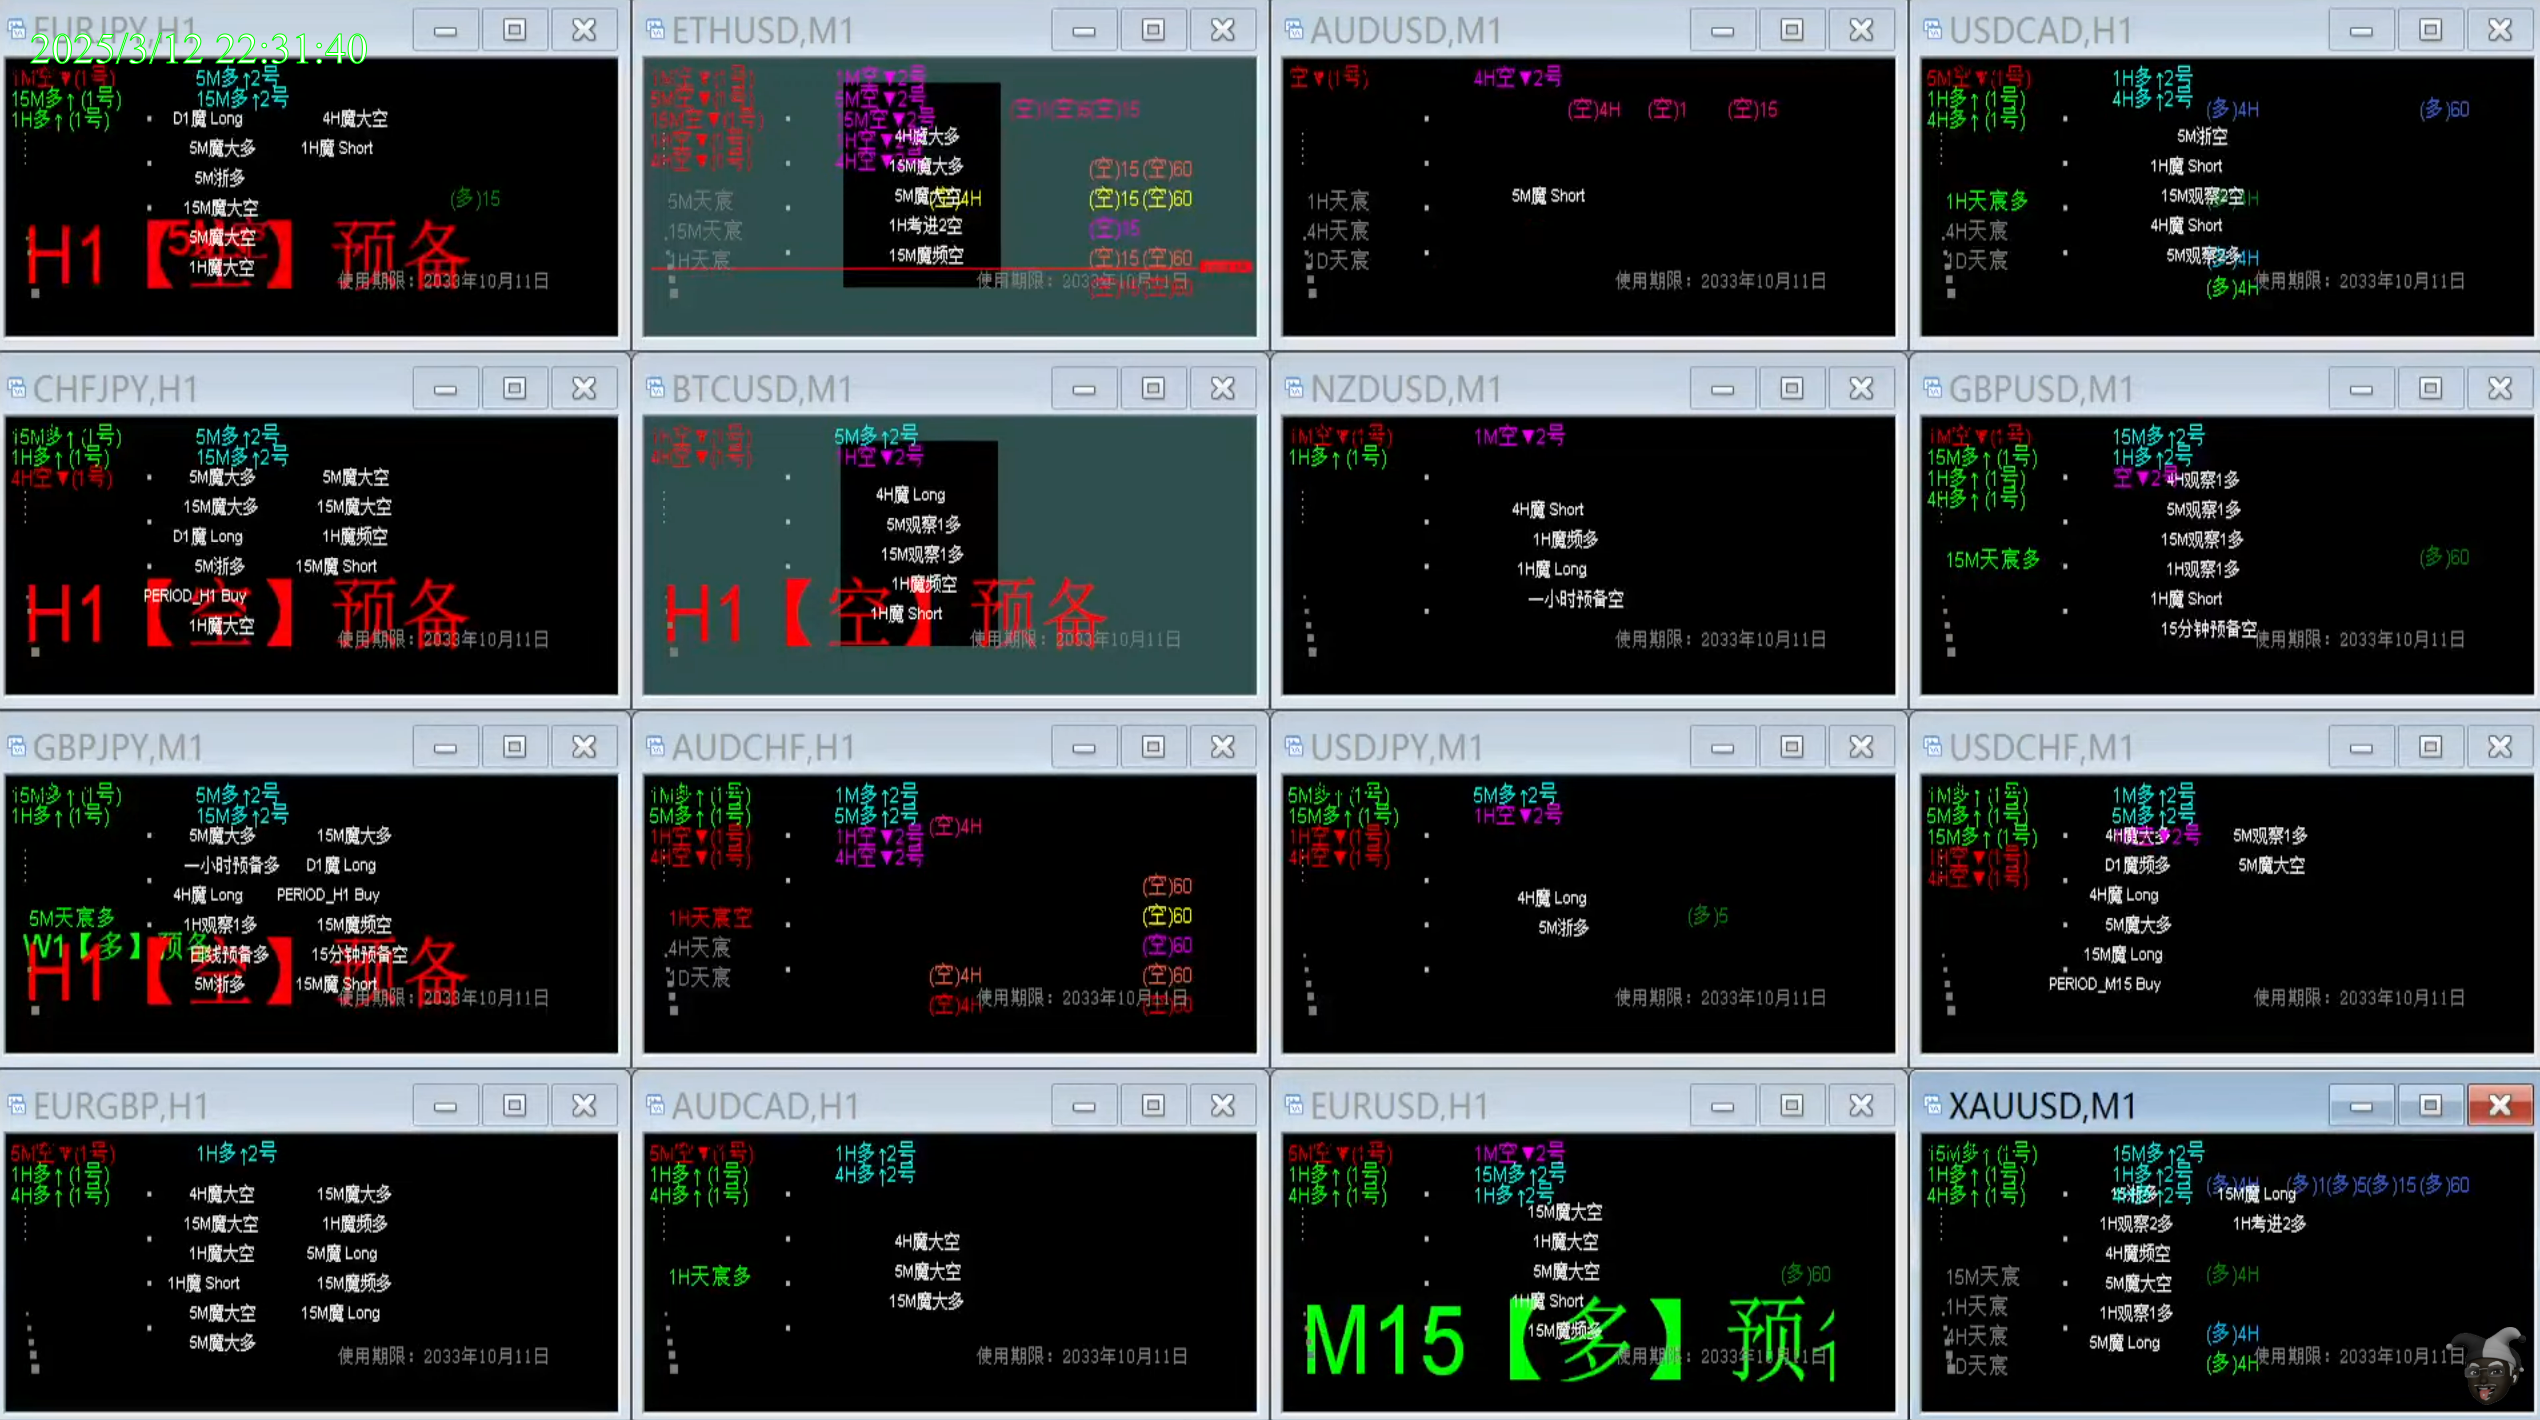 EURJPY,H1
2025/3/12 22:31:40
1M空▼(1号) 5M多↑2号
15M多↑(1号) 15M多↑2号
1H多↑(1号)
D1魔 Long 4H魔大空
5M魔大多 1H魔 Short
5M浙多
(多)15
15M魔大空
5M魔大空
H1【空】 预备
1H魔大空
使用期限：2033年10月11日
ETHUSD,M1
1M空▼(1号) 1M空▼2号
5M空▼(1号) 5M空▼2号
15M空▼(1号) 15M空▼2号
1H空▼(1号) 1H空▼2号
4H空▼(1号) 4H空▼2号
4H魔大多
15M魔大多
(空)15 (空)60
5M天宸 5M魔大空 (空)4H (空)15 (空)60
15M天宸 1H考进2空 (空)15
1H天宸 15M魔频空 (空)15 (空)60
使用期限：2033年10月11日
AUDUSD,M1
空▼(1号) 4H空▼2号
(空)4H (空)1 (空)15
1H天宸 5M魔 Short
4H天宸
1D天宸
使用期限：2033年10月11日
USDCAD,H1
5M空▼(1号) 1H多↑2号
1H多↑(1号) 4H多↑2号
4H多↑(1号) (多)4H (多)60
5M浙空
1H魔 Short
1H天宸多 15M观察2空
4H天宸 4H魔 Short
1D天宸 5M观察2多 (多)4H
(多)4H
使用期限：2033年10月11日
CHFJPY,H1
15M多↑(1号) 5M多↑2号
1H多↑(1号) 15M多↑2号
4H空▼(1号)
5M魔大多 5M魔大空
15M魔大多 15M魔大空
D1魔 Long 1H魔频空
5M浙多 15M魔 Short
PERIOD_H1 Buy
H1【空】 预备
1H魔大空
使用期限：2033年10月11日
BTCUSD,M1
1H空▼(1号) 5M多↑2号
4H空▼(1号) 1H空▼2号
4H魔 Long
5M观察1多
15M观察1多
1H魔频空
H1【空】 预备
1H魔 Short
使用期限：2033年10月11日
NZDUSD,M1
1M空▼(1号) 1M空▼2号
1H多↑(1号)
4H魔 Short
1H魔频多
1H魔 Long
一小时预备空
使用期限：2033年10月11日
GBPUSD,M1
1M空▼(1号) 15M多↑2号
15M多↑(1号) 1H多↑2号
1H多↑(1号) 空▼2号
4H多↑(1号)
4H观察1多
5M观察1多
15M观察1多
15M天宸多 (多)60
1H观察1多
1H魔 Short
15分钟预备空
使用期限：2033年10月11日
GBPJPY,M1
15M多↑(1号) 5M多↑2号
1H多↑(1号) 15M多↑2号
5M魔大多 15M魔大多
一小时预备多 D1魔 Long
4H魔 Long PERIOD_H1 Buy
5M天宸多 1H观察1多 15M魔频空
W1【多】预备
日线预备多 15分钟预备空
H1【空】 预备
5M浙多 15M魔 Short
使用期限：2033年10月11日
AUDCHF,H1
1M多↑(1号) 1M多↑2号
5M多↑(1号) 5M多↑2号
1H空▼(1号) 1H空▼2号 (空)4H
4H空▼(1号) 4H空▼2号
(空)60
1H天宸空 (空)60
4H天宸 (空)60
1D天宸 (空)4H (空)60
(空)4H (空)60
使用期限：2033年10月11日
USDJPY,M1
5M多↑(1号) 5M多↑2号
15M多↑(1号) 1H空▼2号
1H空▼(1号)
4H空▼(1号)
4H魔 Long
(多)5
5M浙多
使用期限：2033年10月11日
USDCHF,M1
1M多↑(1号) 1M多↑2号
5M多↑(1号) 5M多↑2号
15M多↑(1号) 4H魔大多 5M观察1多
1H空▼(1号)
4H空▼(1号)
D1魔频多 5M魔大空
4H魔 Long
5M魔大多
15M魔 Long
PERIOD_M15 Buy
使用期限：2033年10月11日
EURGBP,H1
5M空▼(1号) 1H多↑2号
1H多↑(1号)
4H多↑(1号)
4H魔大空 15M魔大多
15M魔大空 1H魔频多
1H魔大空 5M魔 Long
1H魔 Short 15M魔频多
5M魔大空 15M魔 Long
5M魔大多
使用期限：2033年10月11日
AUDCAD,H1
5M空▼(1号) 1H多↑2号
1H多↑(1号) 4H多↑2号
4H多↑(1号)
4H魔大空
1H天宸多 5M魔大空
15M魔大多
使用期限：2033年10月11日
EURUSD,H1
5M空▼(1号) 1M空▼2号
1H多↑(1号) 15M多↑2号
4H多↑(1号) 1H多↑2号
15M魔大空
1H魔大空
5M魔大空 (多)60
1H魔 Short
M15【多】 预
15M魔频多
使用期限：2033年10月11日
XAUUSD,M1
15M多↑(1号) 15M多↑2号
1H多↑(1号) 1H多↑2号
4H多↑(1号) 4H多↑2号 (多)4H (多)1(多)5(多)15 (多)60
15M魔 Long
1H观察2多 1H考进2多
4H魔频空
15M天宸 5M魔大空 (多)4H
1H天宸 1H观察1多
4H天宸 5M魔 Long (多)4H
1D天宸 (多)4H
使用期限：2033年10月11日